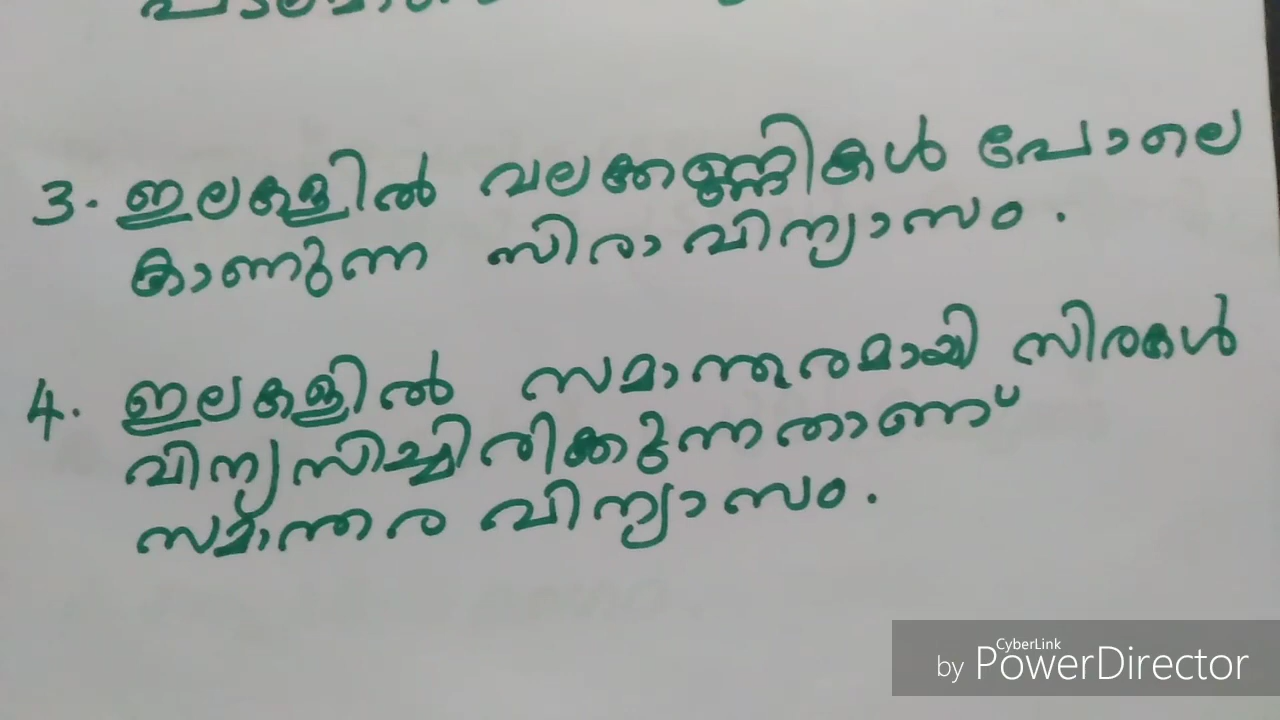 3. ഇലകളിൽ വലക്കണ്ണികൾ പോലെ
കാണുന്ന സിരാവിന്യാസം.
4. ഇലകളിൽ സമാന്തരമായി സിരകൾ
വിന്യസിച്ചിരിക്കുന്നതാണ്
സമാന്തര വിന്യാസം.
CyberLink
by PowerDirector